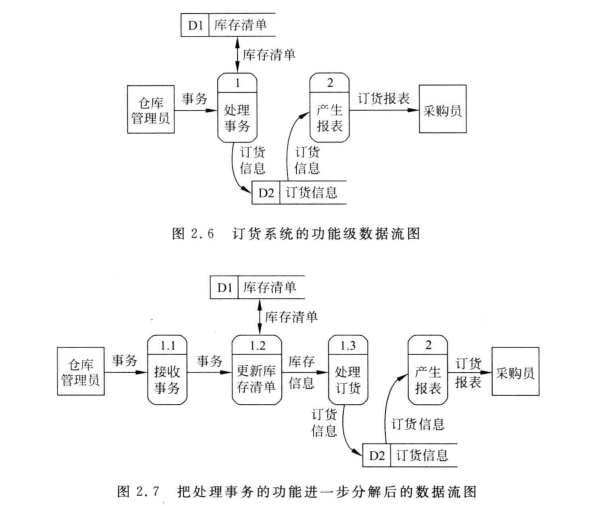 D1 库存清单
库存清单
1
2
仓库
管理员
事务
处理
事务
产生
报表
订货报表
采购员
订货
信息
订货
信息
D2 订货信息
图 2.6 订货系统的功能级数据流图
D1 库存清单
库存清单
1.1
1.2
1.3
2
仓库
管理员
事务
接收
事务
事务
更新库
存清单
库存
信息
处理
订货
产生
报表
订货
报表
采购员
订货
信息
订货信息
D2 订货信息
图 2.7 把处理事务的功能进一步分解后的数据流图